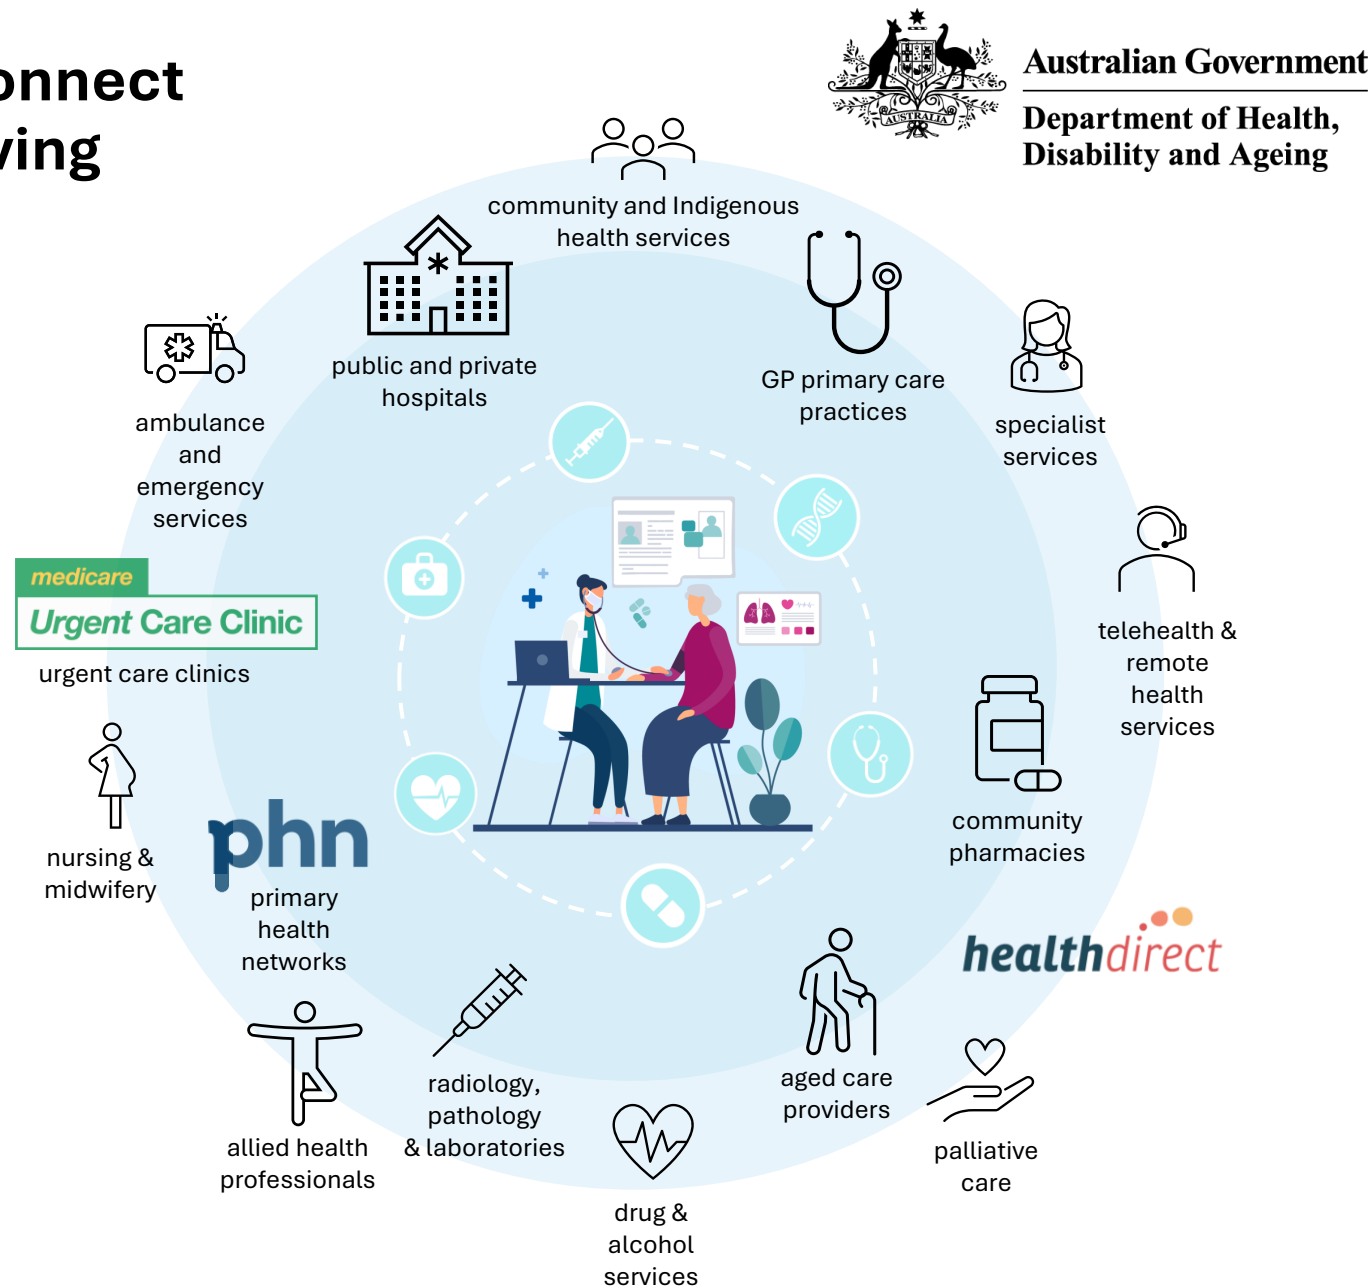 onnect
ving
Australian Government
Department of Health,
Disability and Ageing
AUSTRALIA
community and Indigenous
health services
public and private
hospitals
GP primary care
practices
specialist
services
ambulance
and
emergency
services
medicare
Urgent Care Clinic
urgent care clinics
telehealth &
remote
health
services
nursing &
midwifery
phn
primary
health
networks
community
pharmacies
healthdirect
allied health
professionals
radiology,
pathology
& laboratories
aged care
providers
palliative
care
drug &
alcohol
services